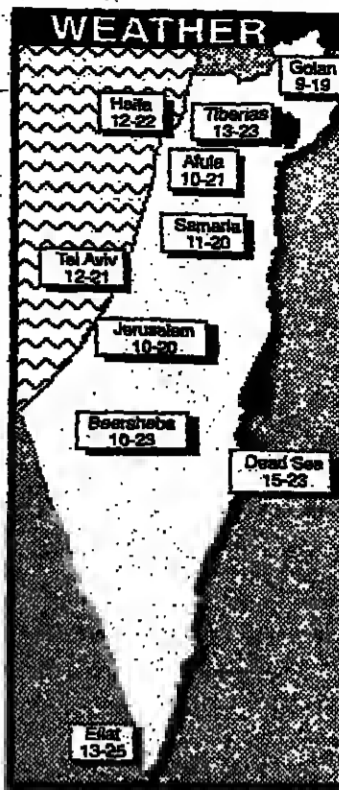 WEATHER
Golan
9-19
Haifa
12-22
Tiberias
13-23
Afula
10-21
Samaria
11-20
Tel Aviv
12-21
Jerusalem
10-20
Beersheba
10-23
Dead Sea
15-23
Eilat
13-25